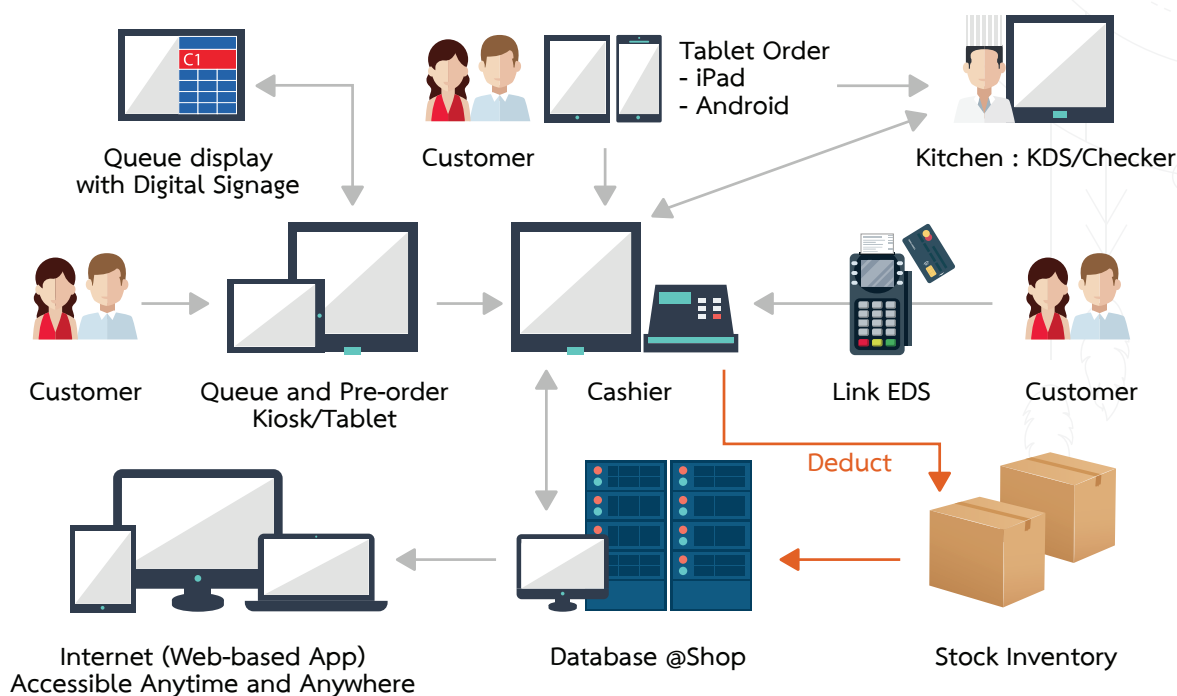 C1
Queue display
with Digital Signage
Customer
Tablet Order
- iPad
- Android
Kitchen : KDS/Checker
Customer
Queue and Pre-order
Kiosk/Tablet
Cashier
Link EDS
Customer
Deduct
Internet (Web-based App)
Accessible Anytime and Anywhere
Database @Shop
Stock Inventory